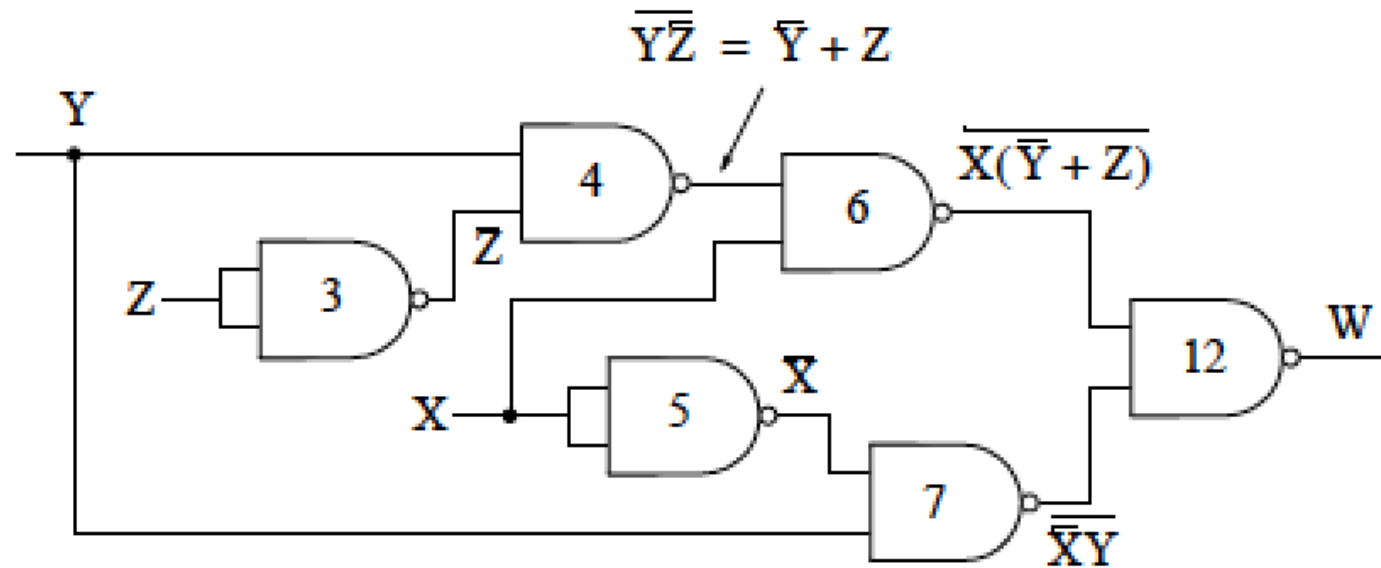 Y̅Z̅̅ = Y̅ + Z
Y
X̅(̅Y̅̅ ̅+̅ ̅Z̅)̅
4
6
Z̅
Z
3
W
12
X̅
X
5
7
X̅̅Y̅